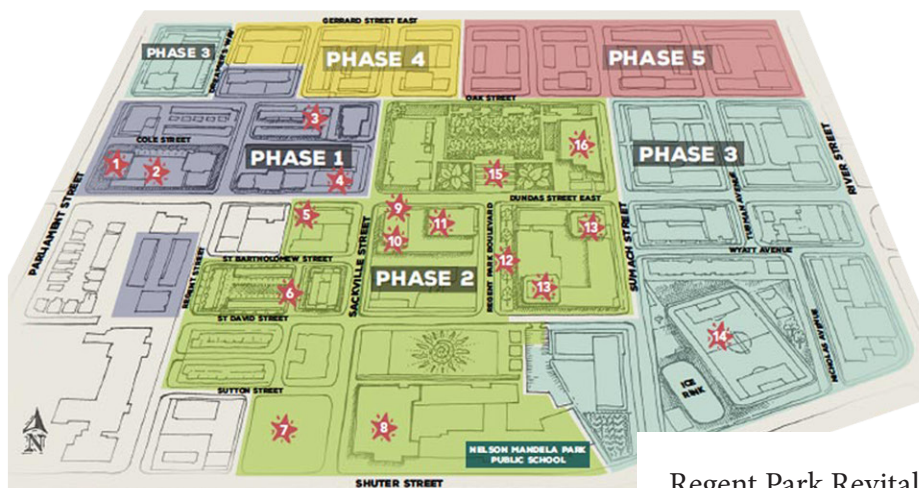 GERRARD STREET EAST
PHASE 3
PHASE 4
PHASE 5
OAK STREET
3
COLE STREET
16
PHASE 1
PHASE 3
1
2
4
15
RIVER STREET
PARLIAMENT STREET
DUNDAS STREET EAST
9
5
11
13
10
SACKVILLE STREET
REGENT PARK BOULEVARD
SUMACH STREET
TUBMAN AVENUE
WYATT AVENUE
12
ST BARTHOLOMEW STREET
REGENT STREET
PHASE 2
6
13
ST DAVID STREET
14
NICHOLAS AVENUE
SUTTON STREET
ICE
RINK
7
8
N
NELSON MANDELA PARK
PUBLIC SCHOOL
SHUTER STREET
Regent Park Revital